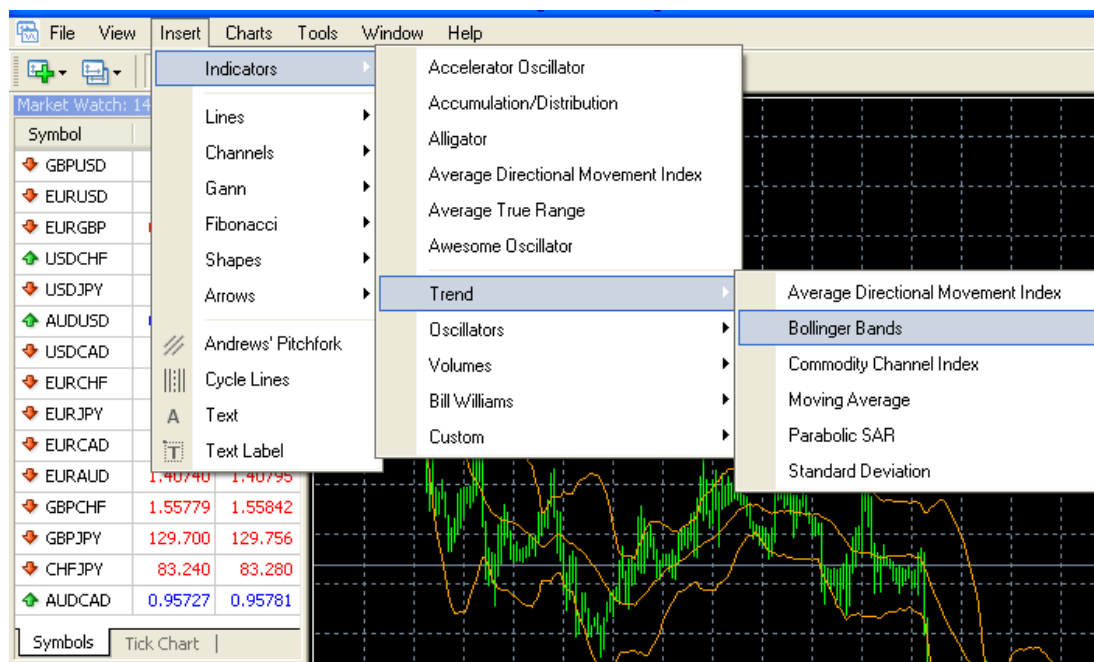 File View Insert Charts Tools Window Help
Market Watch: 14
Symbol
GBPUSD
EURUSD
EURGBP
USDCHF
USDJPY
AUDUSD
USDCAD
EURCHF
EURJPY
EURCAD
EURAUD 1.40740 1.40795
GBPCHF 1.55779 1.55842
GBPJPY 129.700 129.756
CHFJPY 83.240 83.280
AUDCAD 0.95727 0.95781
Symbols Tick Chart
Indicators
Lines
Channels
Gann
Fibonacci
Shapes
Arrows
Andrews' Pitchfork
Cycle Lines
A Text
T Text Label
Accelerator Oscillator
Accumulation/Distribution
Alligator
Average Directional Movement Index
Average True Range
Awesome Oscillator
Trend
Oscillators
Volumes
Bill Williams
Custom
Average Directional Movement Index
Bollinger Bands
Commodity Channel Index
Moving Average
Parabolic SAR
Standard Deviation